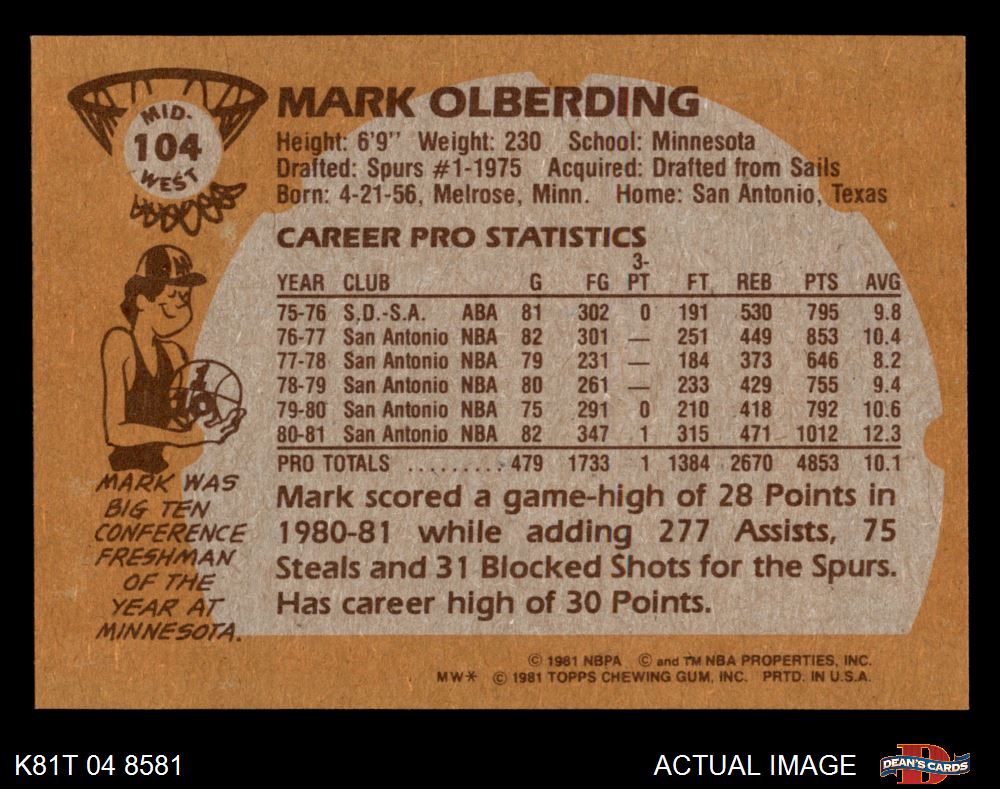 MID-
104
WEST
MARK OLBERDING
Height: 6'9" Weight: 230 School: Minnesota
Drafted: Spurs #1-1975 Acquired: Drafted from Sails
Born: 4-21-56, Melrose, Minn. Home: San Antonio, Texas
CAREER PRO STATISTICS
YEAR CLUB G FG 3-PT FT REB PTS AVG
75-76 S.D.-S.A. ABA 81 302 0 191 530 795 9.8
76-77 San Antonio NBA 82 301 — 251 449 853 10.4
77-78 San Antonio NBA 79 231 — 184 373 646 8.2
78-79 San Antonio NBA 80 261 — 233 429 755 9.4
79-80 San Antonio NBA 75 291 0 210 418 792 10.6
80-81 San Antonio NBA 82 347 1 315 471 1012 12.3
PRO TOTALS ......... 479 1733 1 1384 2670 4853 10.1
Mark scored a game-high of 28 Points in
1980-81 while adding 277 Assists, 75
Steals and 31 Blocked Shots for the Spurs.
Has career high of 30 Points.
M
1
10
MARK WAS
BIG TEN
CONFERENCE
FRESHMAN
OF THE
YEAR AT
MINNESOTA.
© 1981 NBPA © and TM NBA PROPERTIES, INC.
MW* © 1981 TOPPS CHEWING GUM, INC. PRTD. IN U.S.A.
K81T 04 8581
ACTUAL IMAGE
D
DEAN'S CARDS